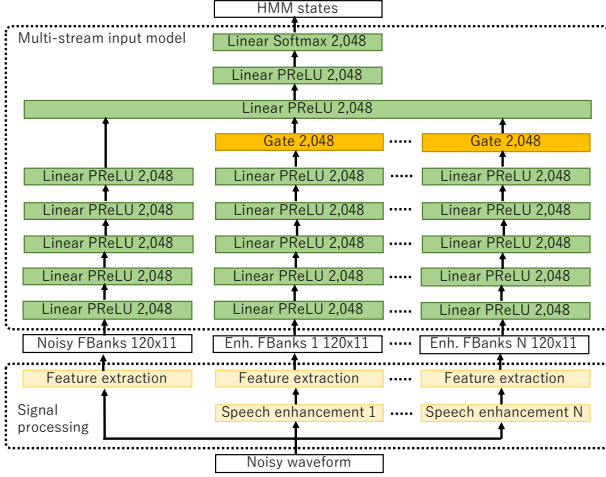 HMM states
Multi-stream input model
Linear Softmax 2,048
Linear PReLU 2,048
Linear PReLU 2,048
Gate 2,048 ..... Gate 2,048
Linear PReLU 2,048 Linear PReLU 2,048 ..... Linear PReLU 2,048
Linear PReLU 2,048 Linear PReLU 2,048 ..... Linear PReLU 2,048
Linear PReLU 2,048 Linear PReLU 2,048 ..... Linear PReLU 2,048
Linear PReLU 2,048 Linear PReLU 2,048 ..... Linear PReLU 2,048
Linear PReLU 2,048 Linear PReLU 2,048 ..... Linear PReLU 2,048
Noisy FBanks 120x11 Enh. FBanks 1 120x11 ..... Enh. FBanks N 120x11
Feature extraction Feature extraction ..... Feature extraction
Signal
processing
Speech enhancement 1 ..... Speech enhancement N
Noisy waveform